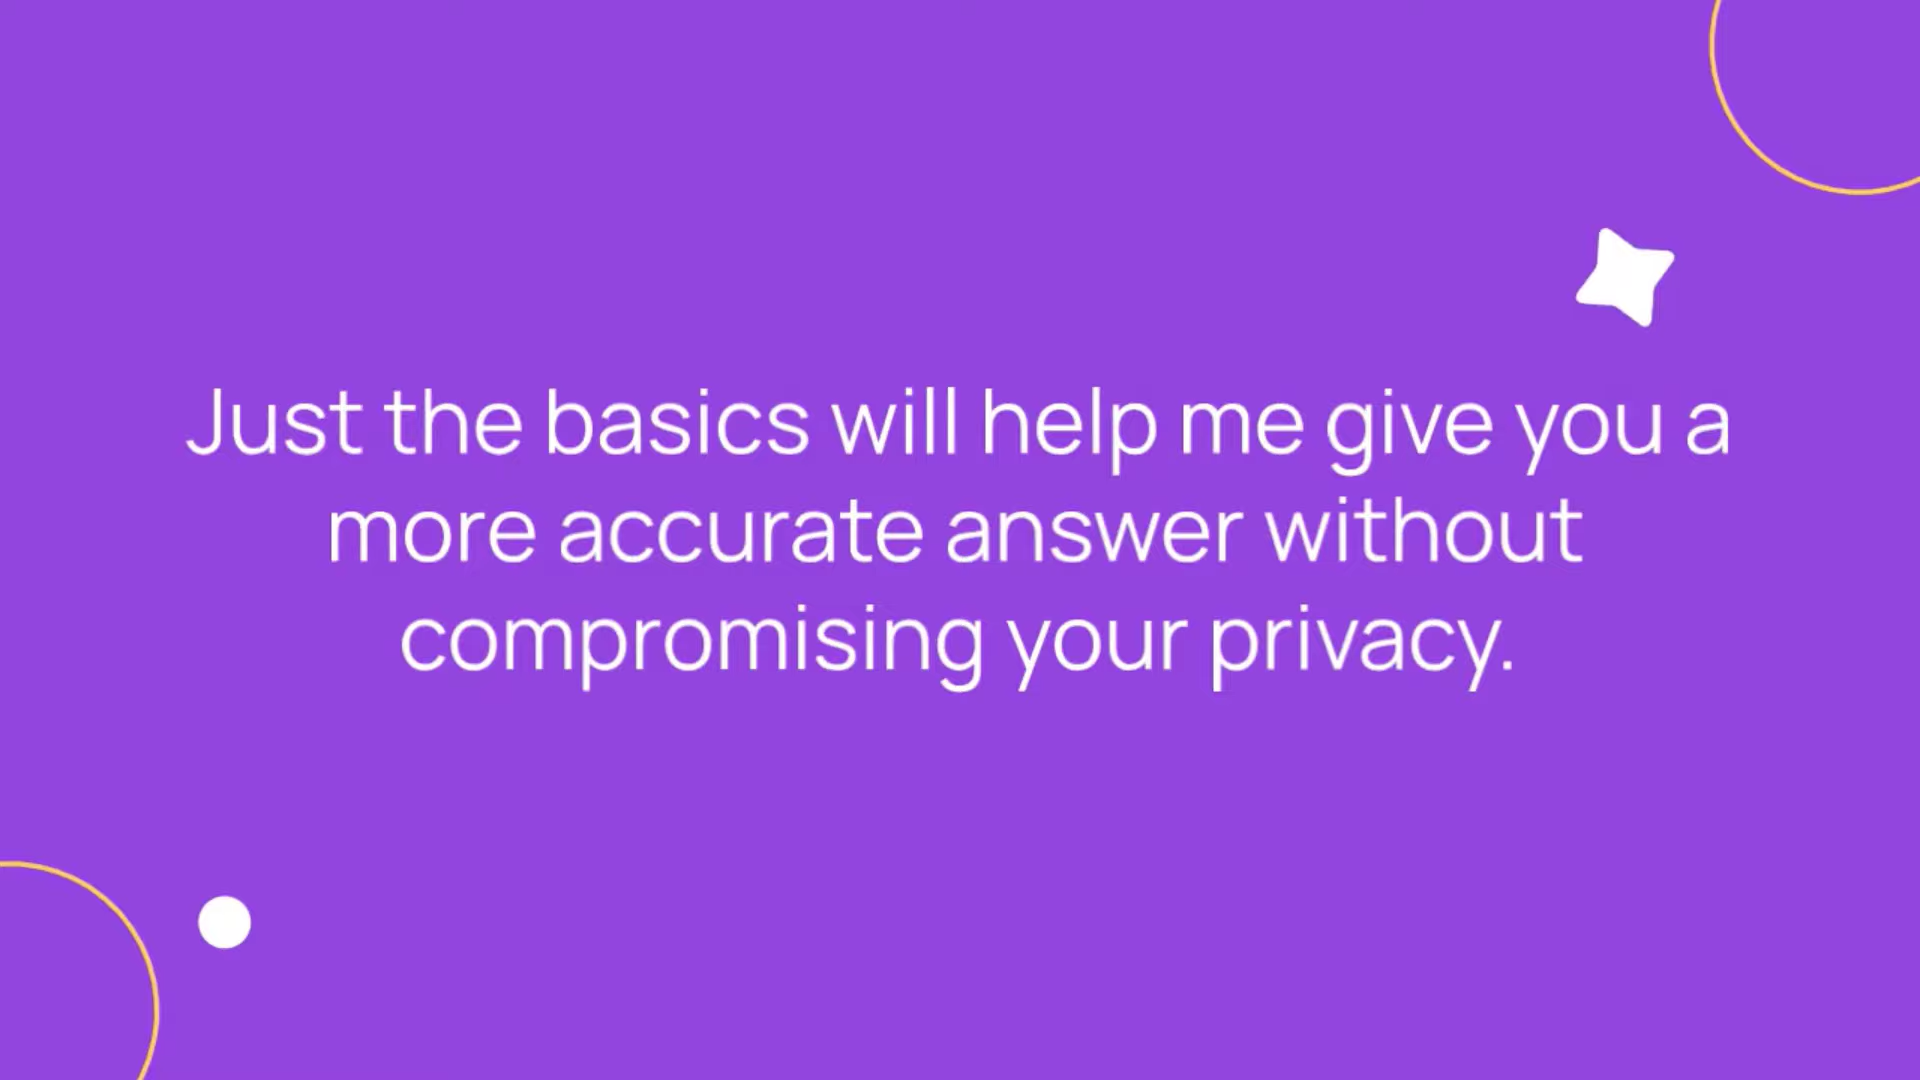 Just the basics will help me give you a
more accurate answer without
compromising your privacy.